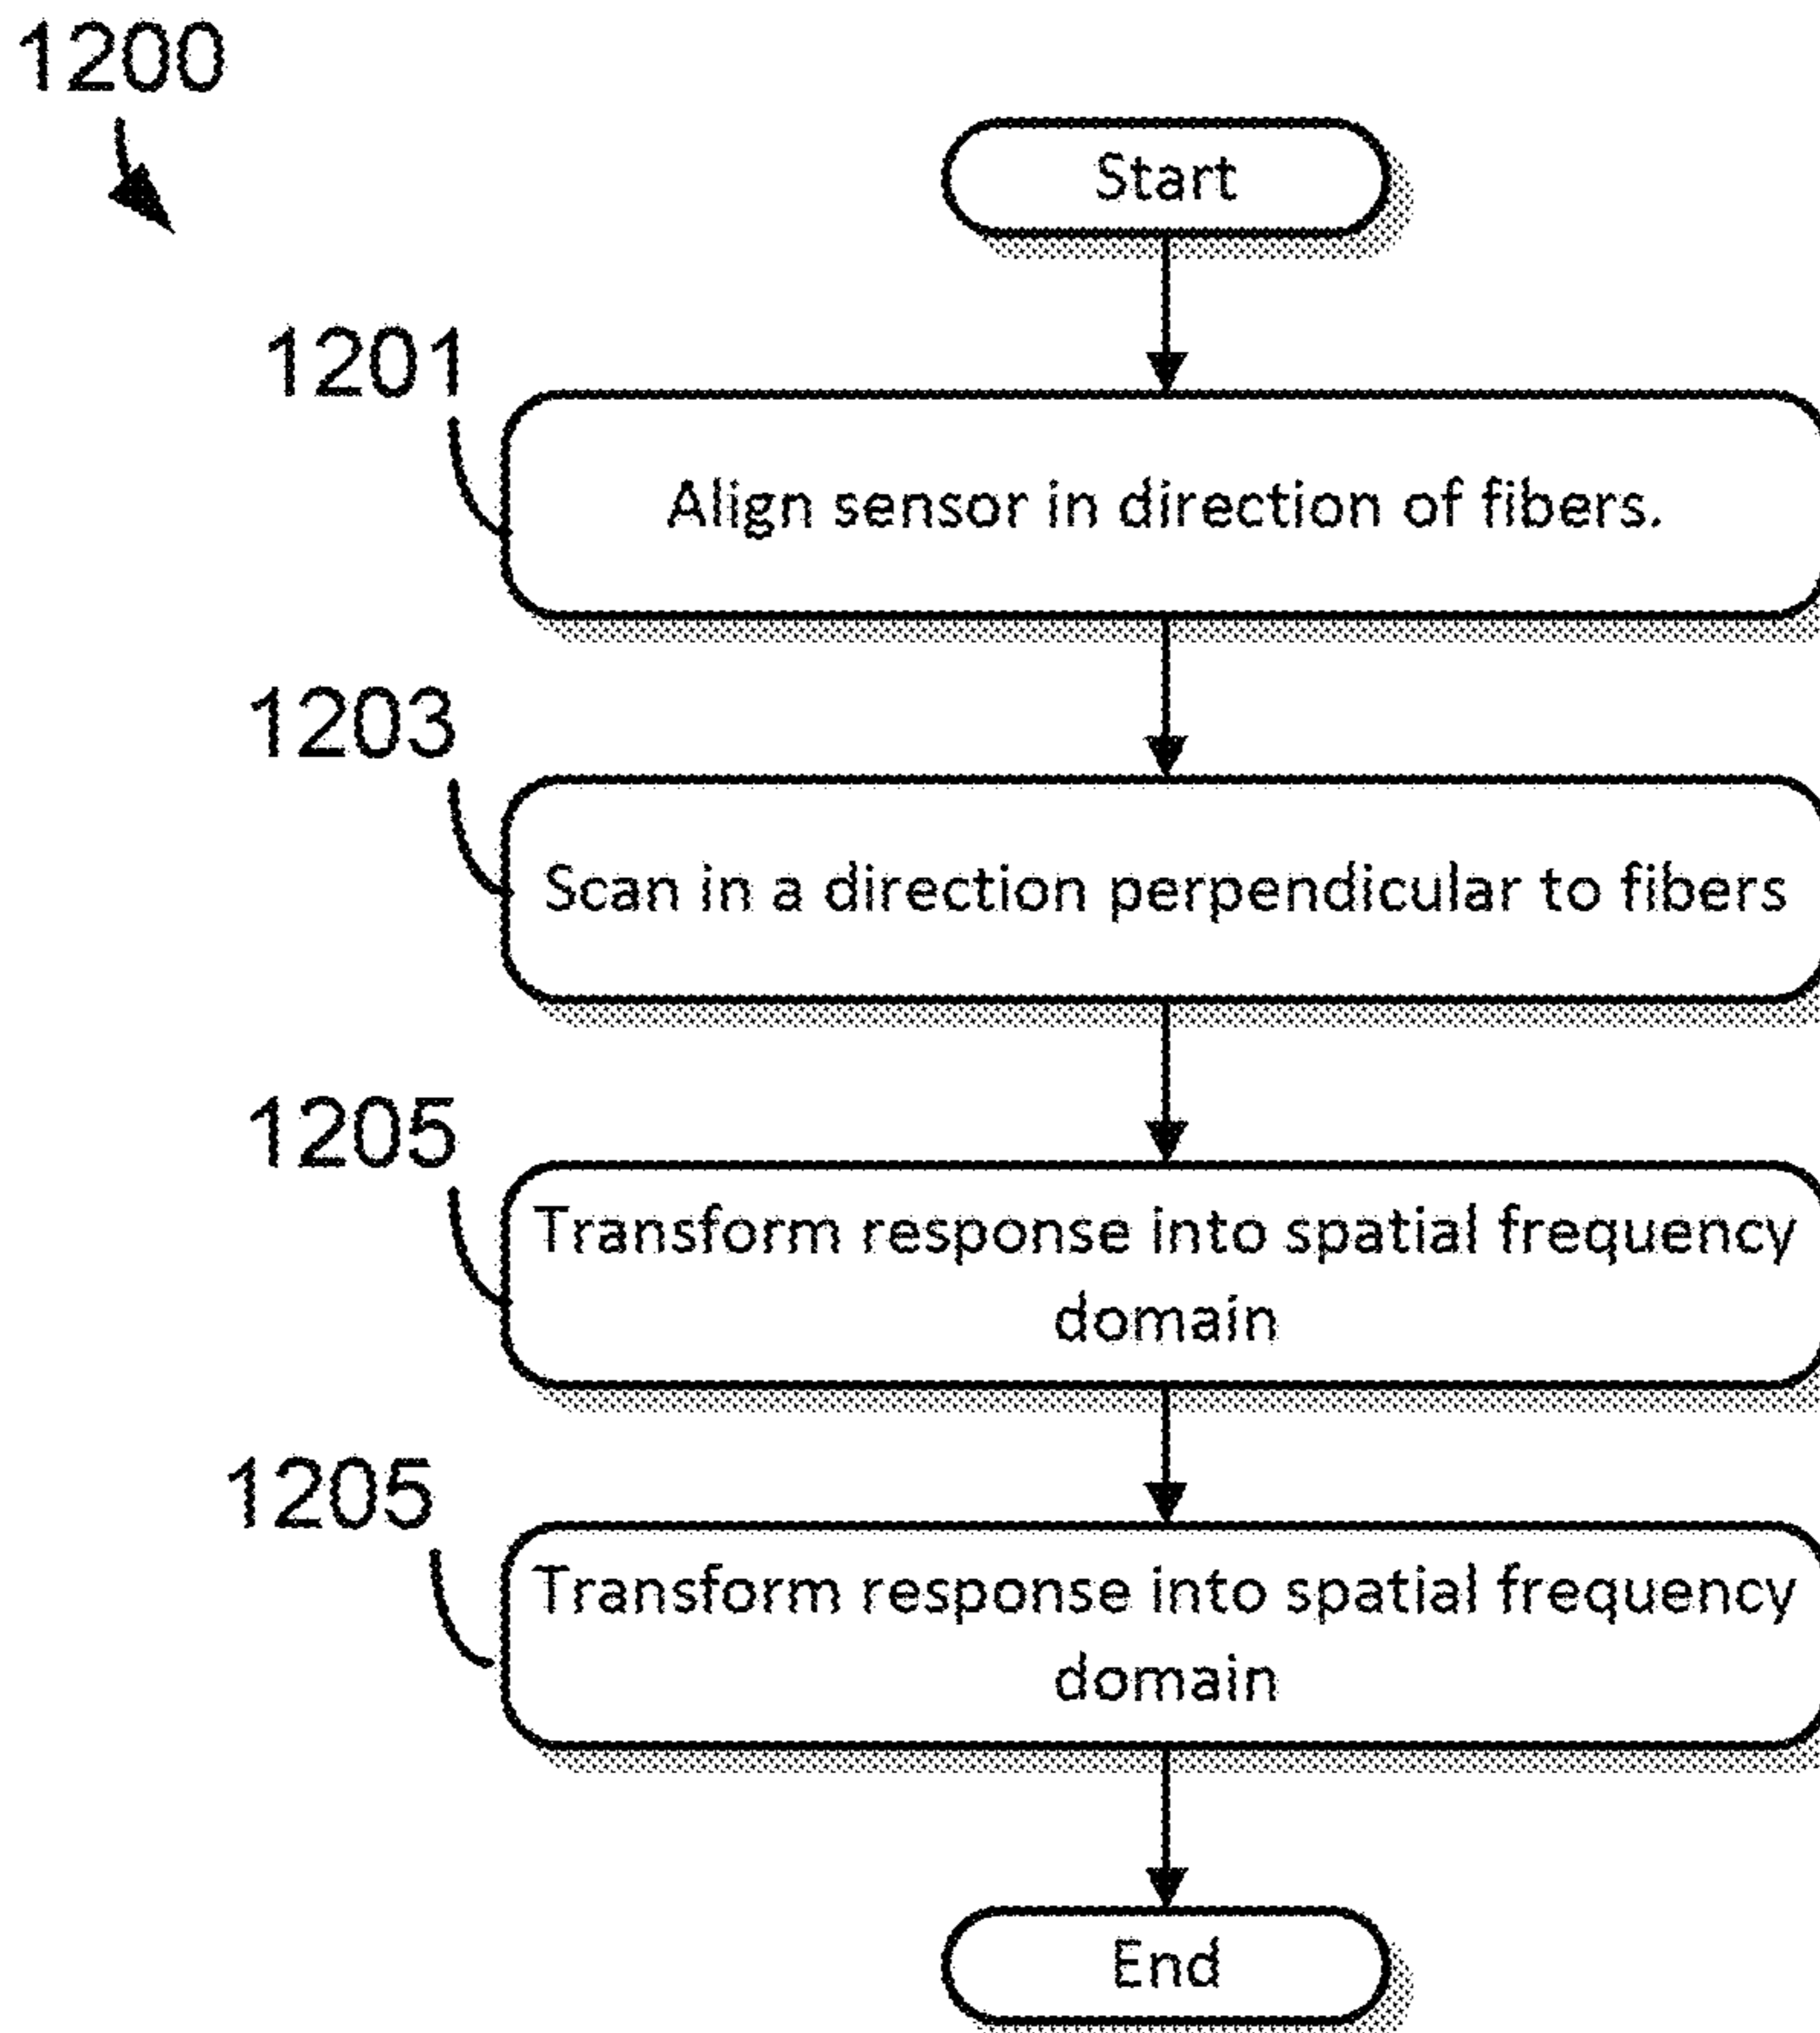 1200
Start
1201
Align sensor in direction of fibers.
1203
Scan in a direction perpendicular to fibers
1205
Transform response into spatial frequency
domain
1205
Transform response into spatial frequency
domain
End